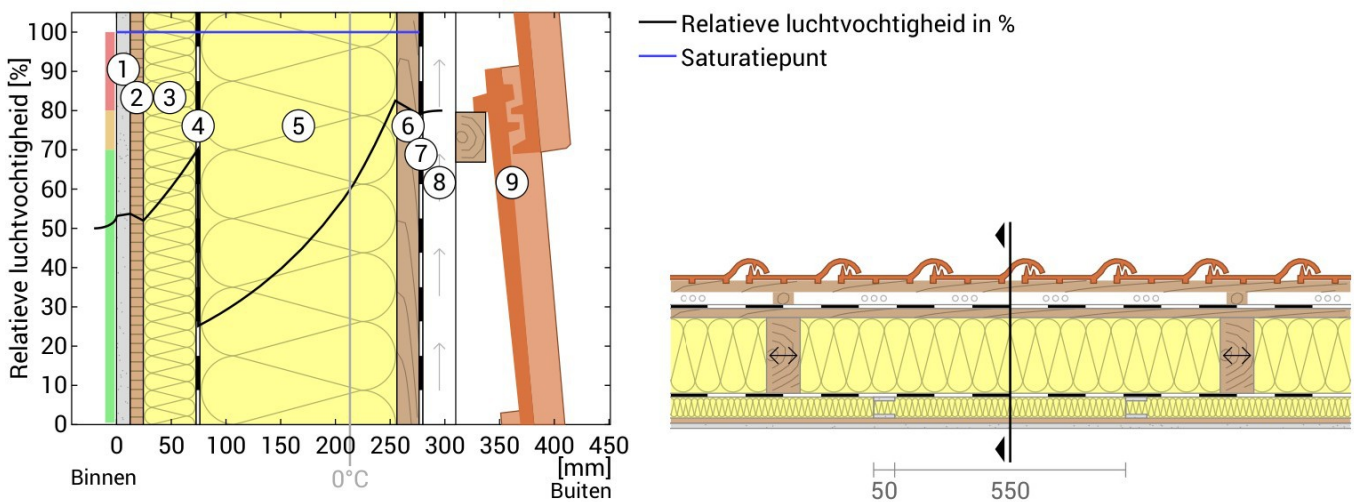 Relatieve luchtvochtigheid [%]
100
90
80
70
60
50
40
30
20
10
0
1
2
3
4
5
6
7
8
9
0 50 100 150 200 250 300 350 400 450
[mm]
Binnen
0°C
Buiten
Relatieve luchtvochtigheid in %
Saturatiepunt
50 550